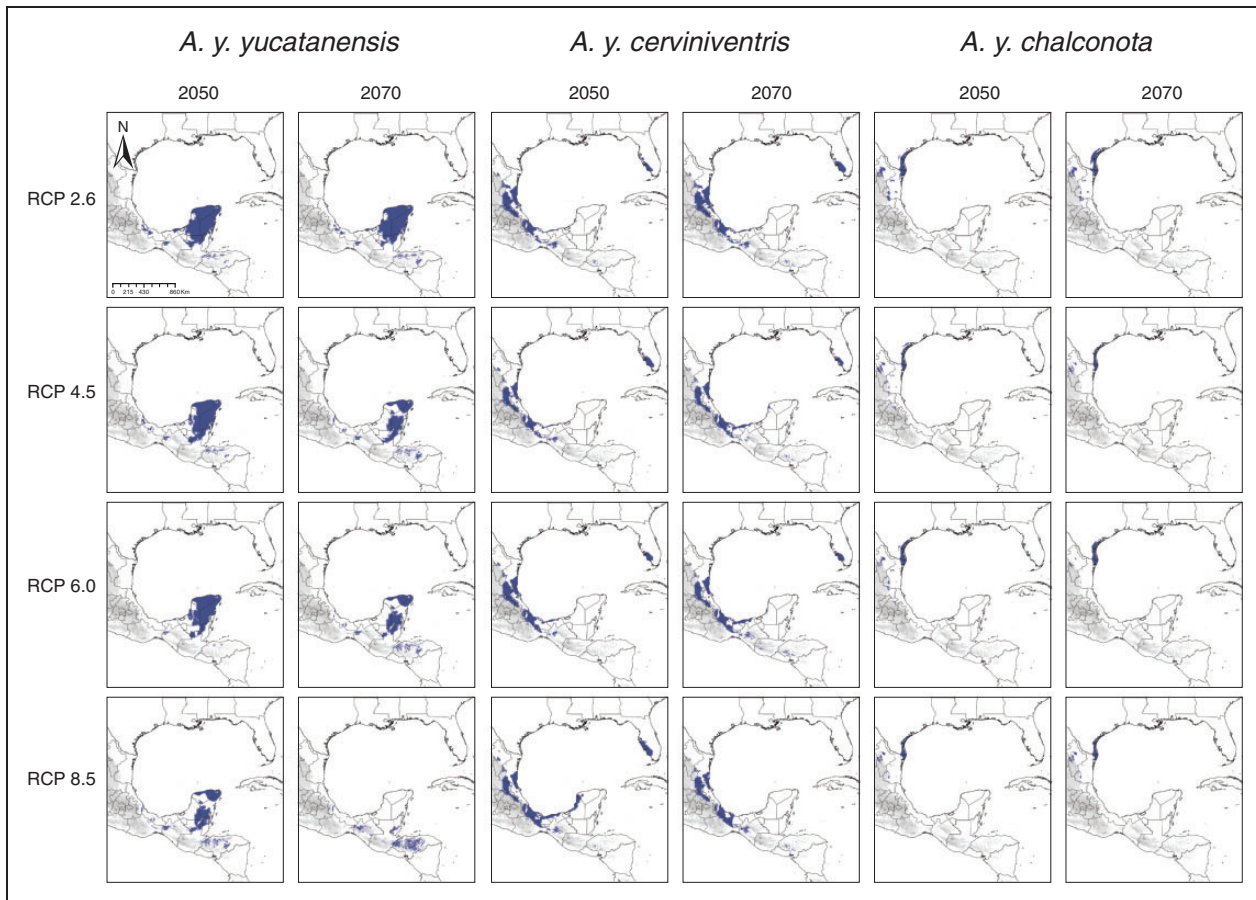 A. y. yucatanensis A. y. cerviniventris A. y. chalconota
2050 2070 2050 2070 2050 2070
N
RCP 2.6
0 215 430 860 Km
RCP 4.5
RCP 6.0
RCP 8.5